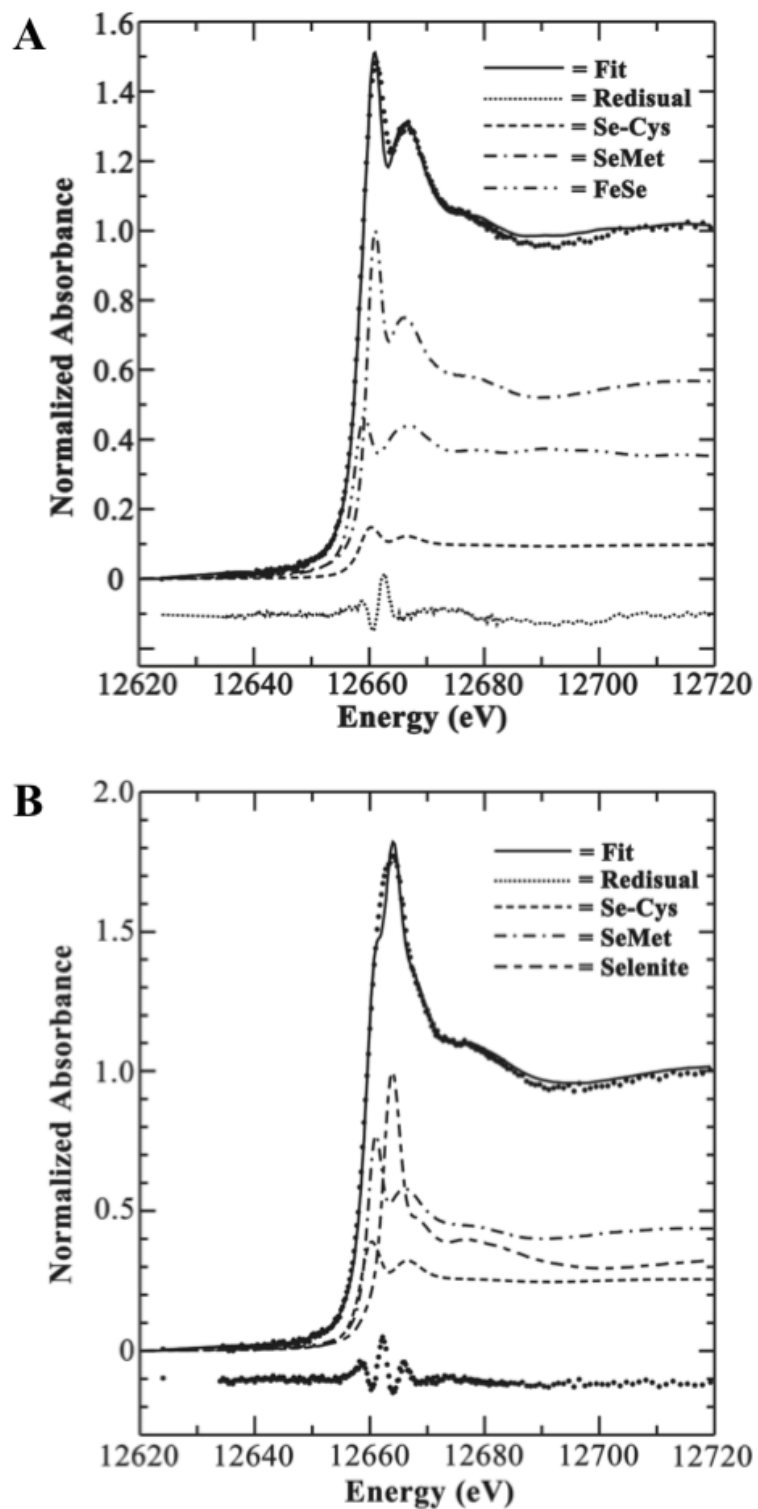 A
1.6
1.4
1.2
1.0
0.8
0.6
0.4
0.2
0
Normalized Absorbance
= Fit
= Redisual
= Se-Cys
= SeMet
= FeSe
12620 12640 12660 12680 12700 12720
Energy (eV)
B
2.0
1.5
1.0
0.5
0
Normalized Absorbance
= Fit
= Redisual
= Se-Cys
= SeMet
= Selenite
12620 12640 12660 12680 12700 12720
Energy (eV)